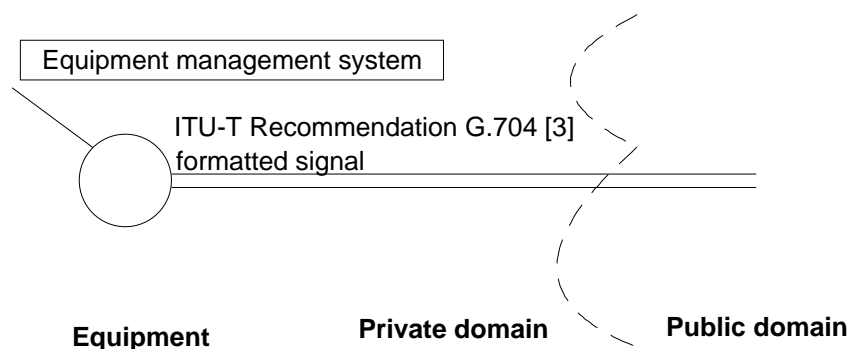 Equipment management system
ITU-T Recommendation G.704 [3]
formatted signal
Equipment
Private domain
Public domain